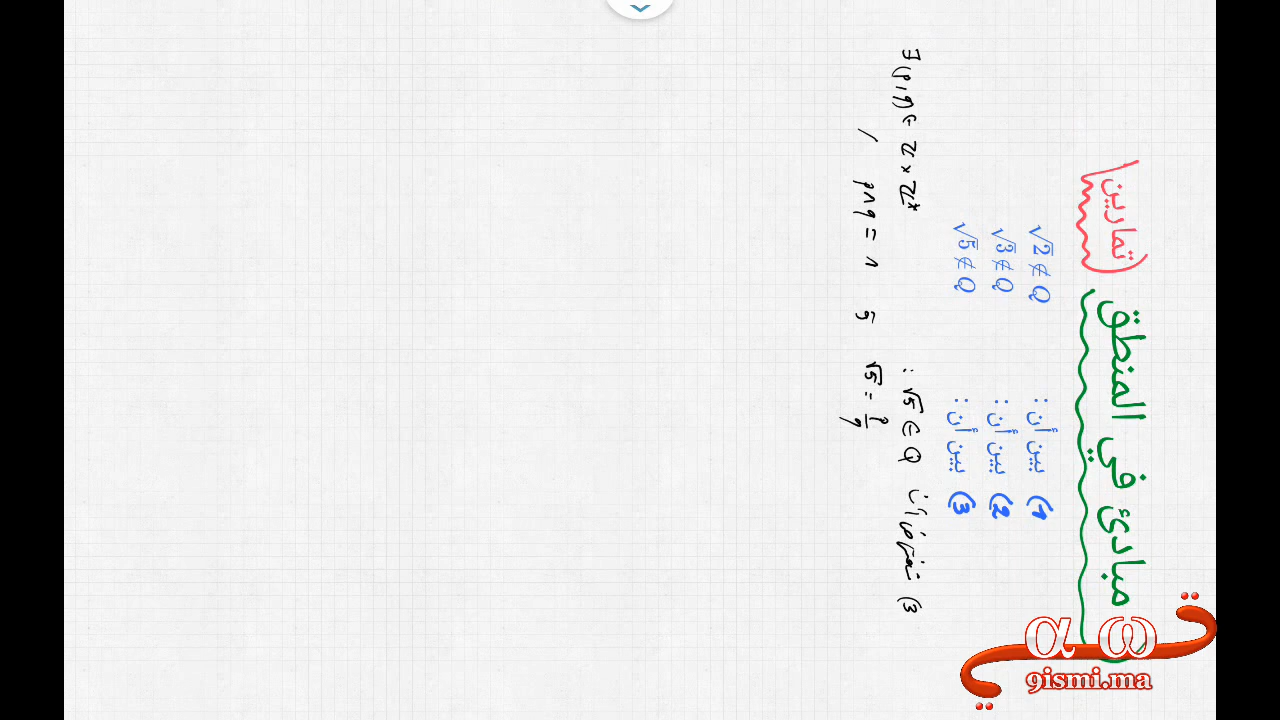 مبادئ في المنطق (تمارين)
1) بين أن : √2 ∉ Q
2) بين أن : √3 ∉ Q
3) بين أن : √5 ∉ Q
3) نفترض أن √5 ∈ Q : ∃(p,q) ∈ ℤ × ℤ*
√5 = p/q و p∧q = 1 /
α ω
9ismi.ma